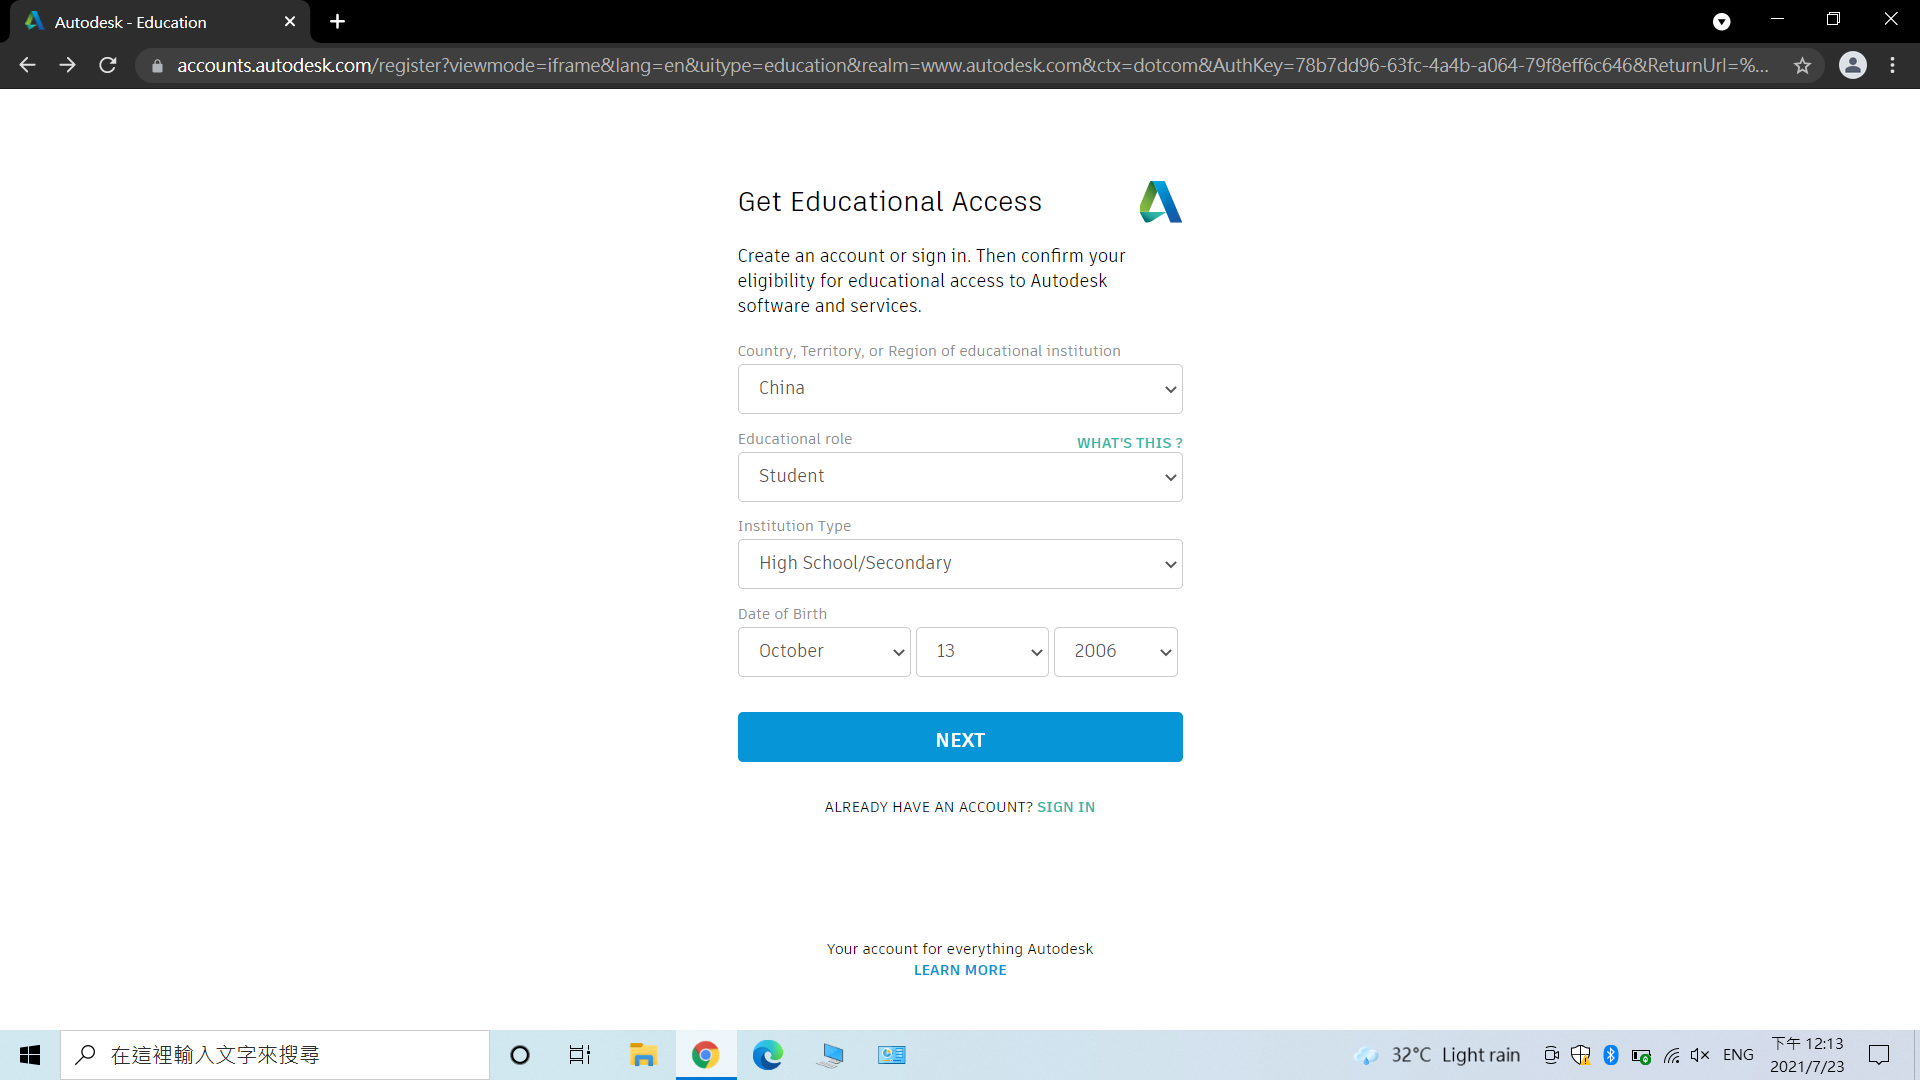 Autodesk - Education
accounts.autodesk.com/register?viewmode=iframe&lang=en&uitype=education&realm=www.autodesk.com&ctx=dotcom&AuthKey=78b7dd96-63fc-4a4b-a064-79f8eff6c646&ReturnUrl=%...
Get Educational Access
Create an account or sign in. Then confirm your
eligibility for educational access to Autodesk
software and services.
Country, Territory, or Region of educational institution
China
Educational role
WHAT'S THIS ?
Student
Institution Type
High School/Secondary
Date of Birth
October 13 2006
NEXT
ALREADY HAVE AN ACCOUNT? SIGN IN
Your account for everything Autodesk
LEARN MORE
在這裡輸入文字來搜尋
32°C Light rain
ENG
下午 12:13
2021/7/23